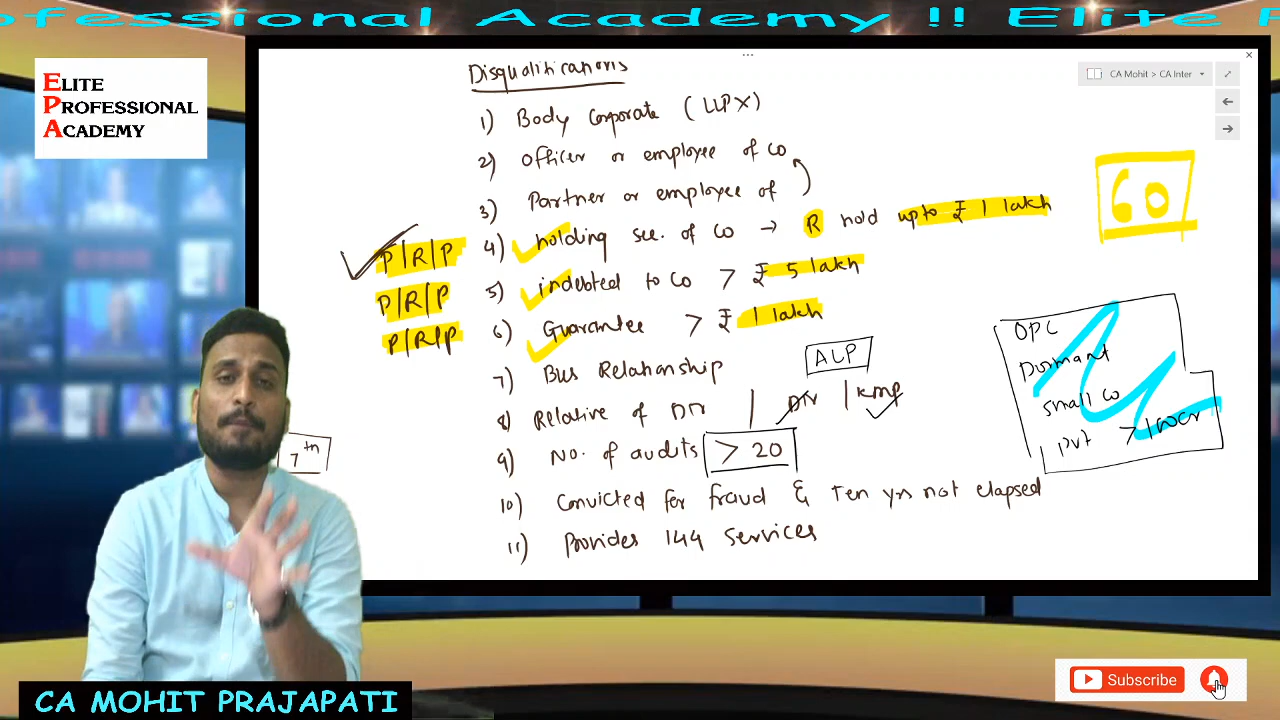 ofessional Academy !! Elite P
ELITE
PROFESSIONAL
ACADEMY
CA Mohit > CA Inter
Disqualifications
1) Body Corporate (LLP X)
2) Officer or employee of Co
3) Partner or employee of
P/R/P 4) holding sec. of Co → R hold upto ₹ 1 lakh
P/R/P 5) indebted to Co > ₹ 5 lakh
P/R/P 6) Guarantee > ₹ 1 lakh
7) Bus Relationship ALP
8) Relative of Dir | Dir | KMP
9) No. of audits > 20
10) Convicted for fraud & Ten yrs not elapsed
11) Provides 144 Services
60
OPC
Dormant
small Co
Pvt > 100cr
7th
Subscribe
CA MOHIT PRAJAPATI